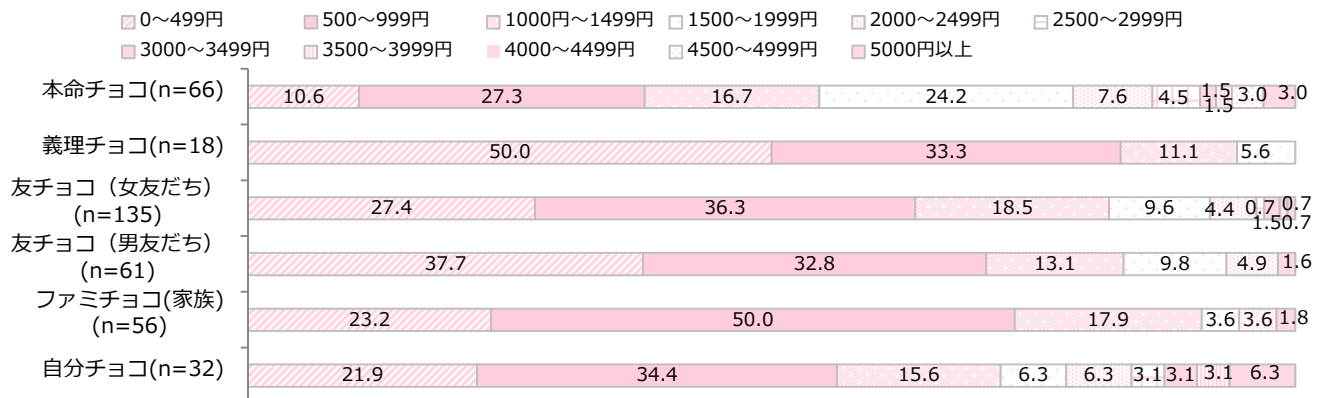 0～499円 500～999円 1000円～1499円 1500～1999円 2000～2499円 2500～2999円
3000～3499円 3500～3999円 4000～4499円 4500～4999円 5000円以上
本命チョコ(n=66) 10.6 27.3 16.7 24.2 7.6 4.5 1.5 1.5 3.0 3.0
義理チョコ(n=18) 50.0 33.3 11.1 5.6
友チョコ（女友だち）
(n=135) 27.4 36.3 18.5 9.6 4.4 0.7 0.7
1.5 0.7
友チョコ（男友だち）
(n=61) 37.7 32.8 13.1 9.8 4.9 1.6
ファミチョコ(家族)
(n=56) 23.2 50.0 17.9 3.6 3.6 1.8
自分チョコ(n=32) 21.9 34.4 15.6 6.3 6.3 3.1 3.1 3.1 6.3